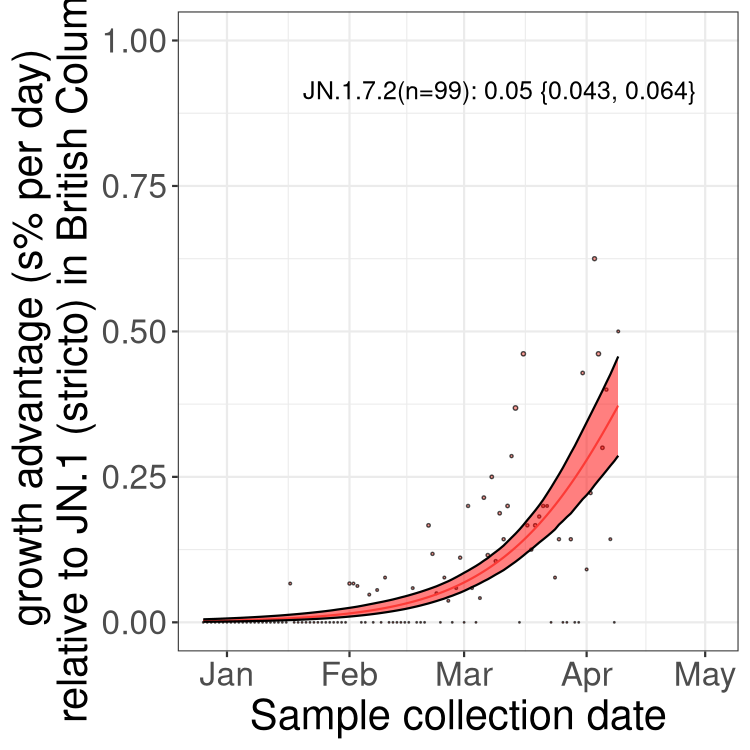 growth advantage (s% per day)
relative to JN.1 (stricto) in British Colum
1.00
0.75
0.50
0.25
0.00
JN.1.7.2(n=99): 0.05 {0.043, 0.064}
Jan Feb Mar Apr May
Sample collection date